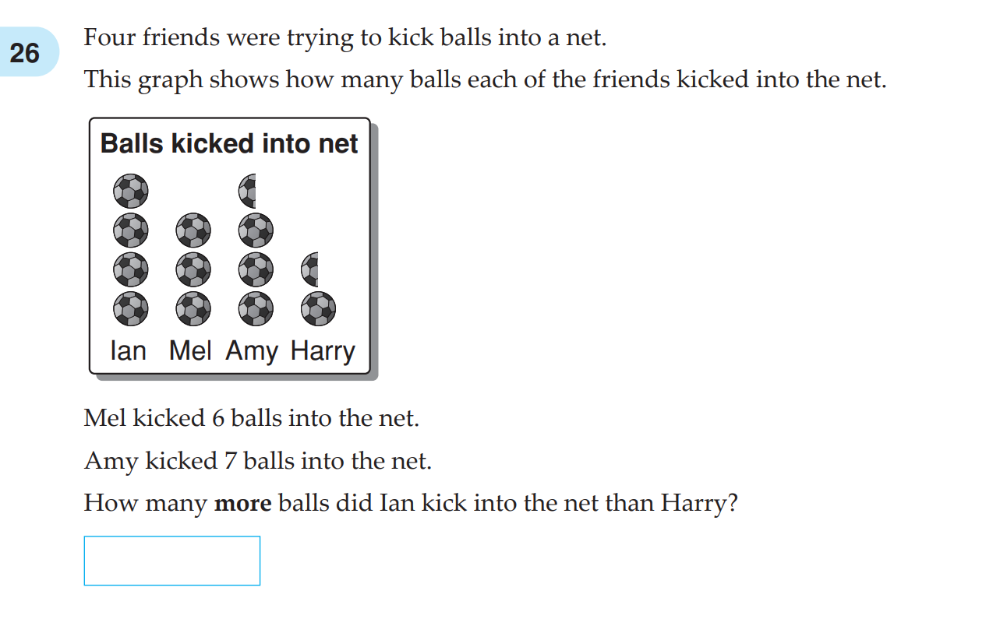 26
Four friends were trying to kick balls into a net.
This graph shows how many balls each of the friends kicked into the net.
Balls kicked into net
Ian Mel Amy Harry
Mel kicked 6 balls into the net.
Amy kicked 7 balls into the net.
How many more balls did Ian kick into the net than Harry?